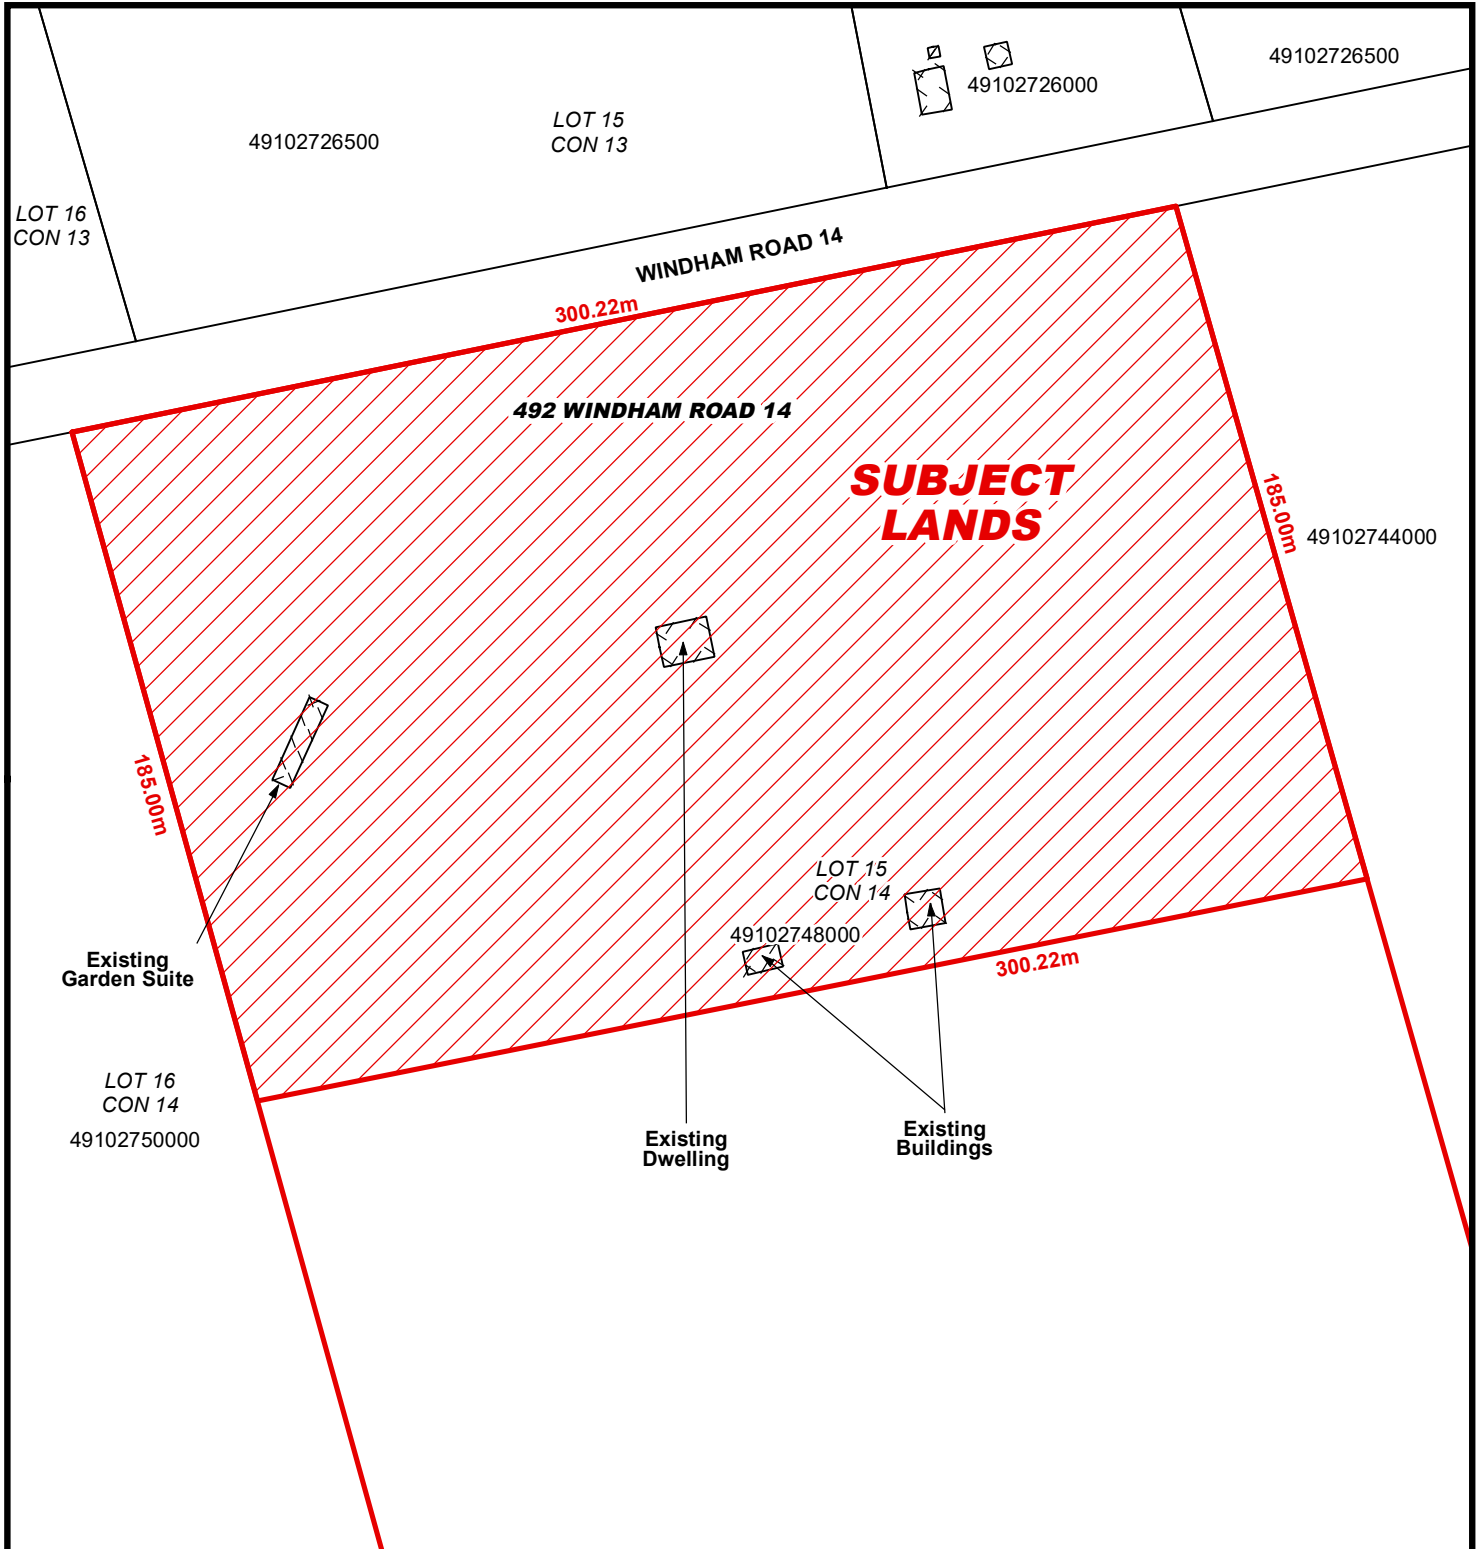 49102726500
49102726000
LOT 15
CON 13
49102726500
LOT 16
CON 13
WINDHAM ROAD 14
300.22m
492 WINDHAM ROAD 14
SUBJECT
LANDS
185.00m
49102744000
185.00m
LOT 15
CON 14
49102748000
300.22m
Existing
Garden Suite
LOT 16
CON 14
49102750000
Existing
Dwelling
Existing
Buildings